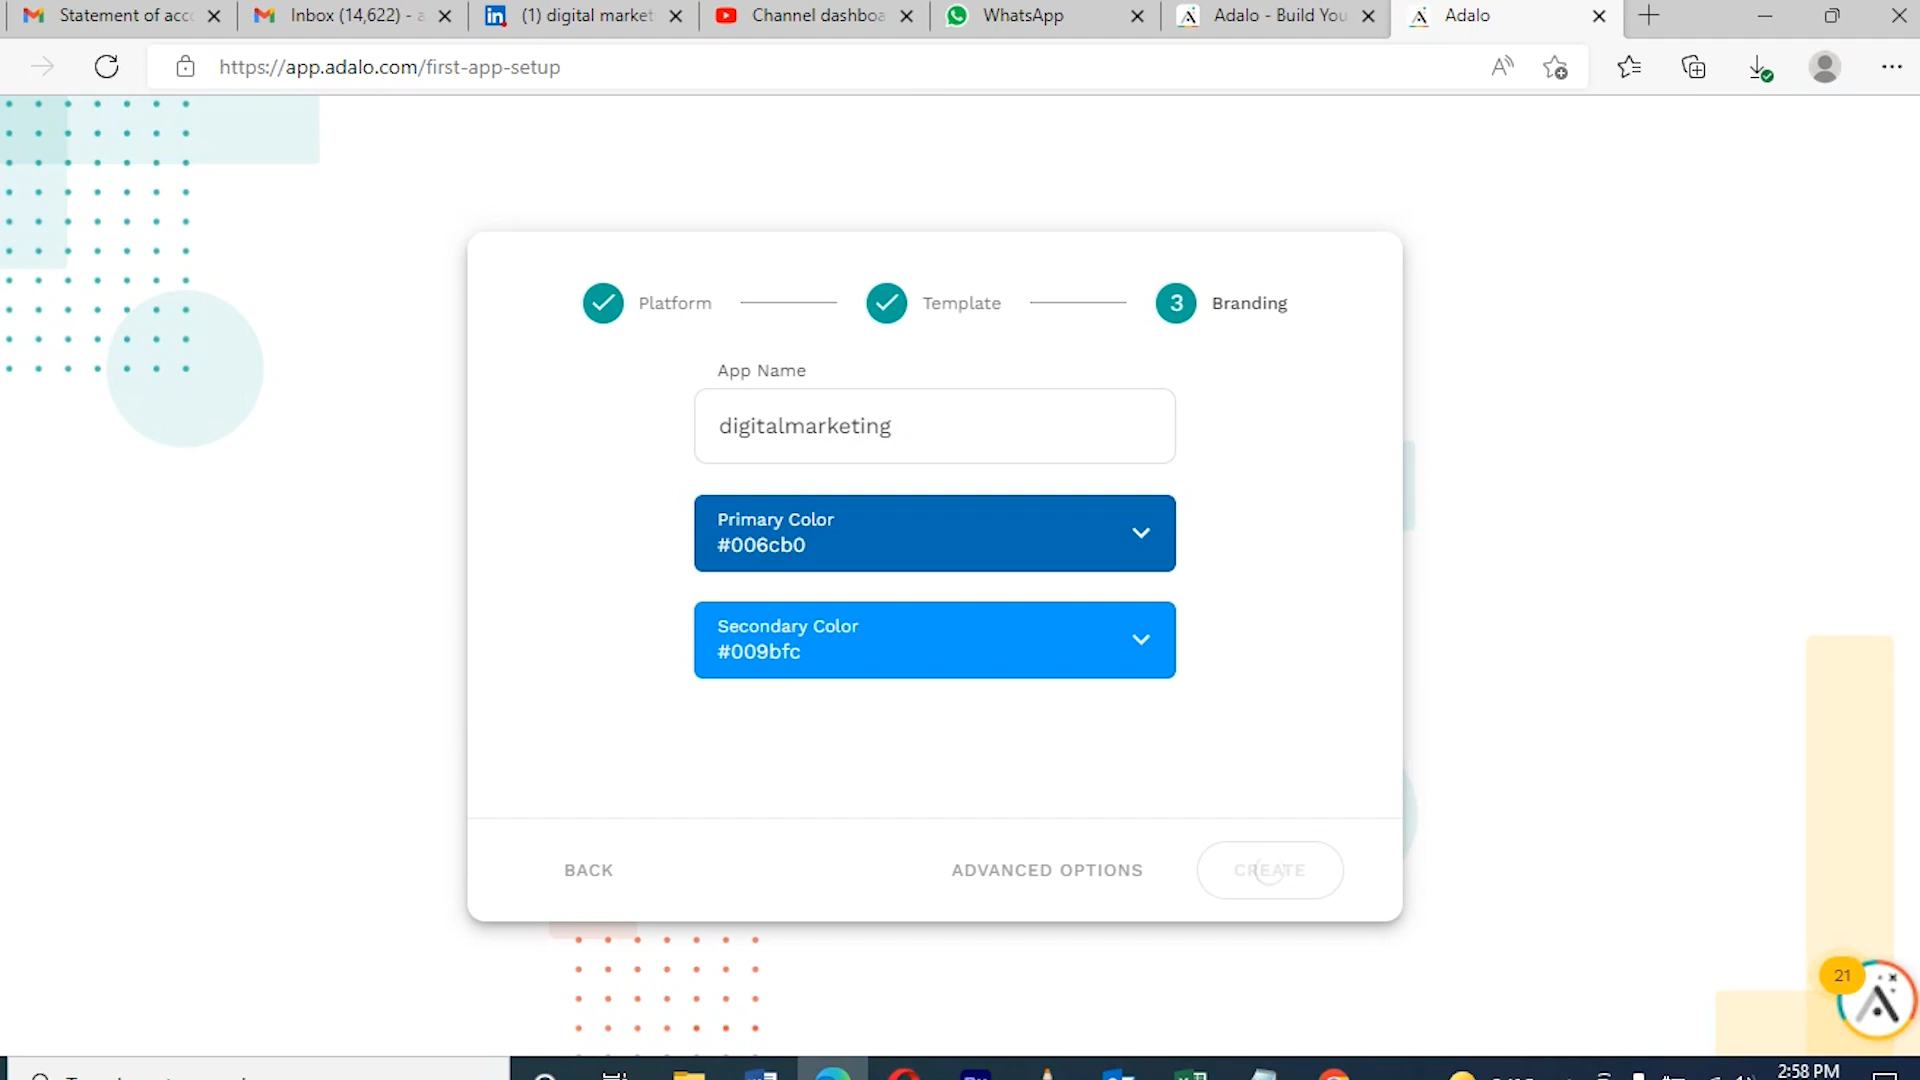 Statement of acc
Inbox (14,622) - a
(1) digital market
Channel dashboa
WhatsApp
Adalo - Build You
Adalo
https://app.adalo.com/first-app-setup
Platform
Template
3 Branding
App Name
digitalmarketing
Primary Color
#006cb0
Secondary Color
#009bfc
BACK
ADVANCED OPTIONS
CREATE
21
2:58 PM